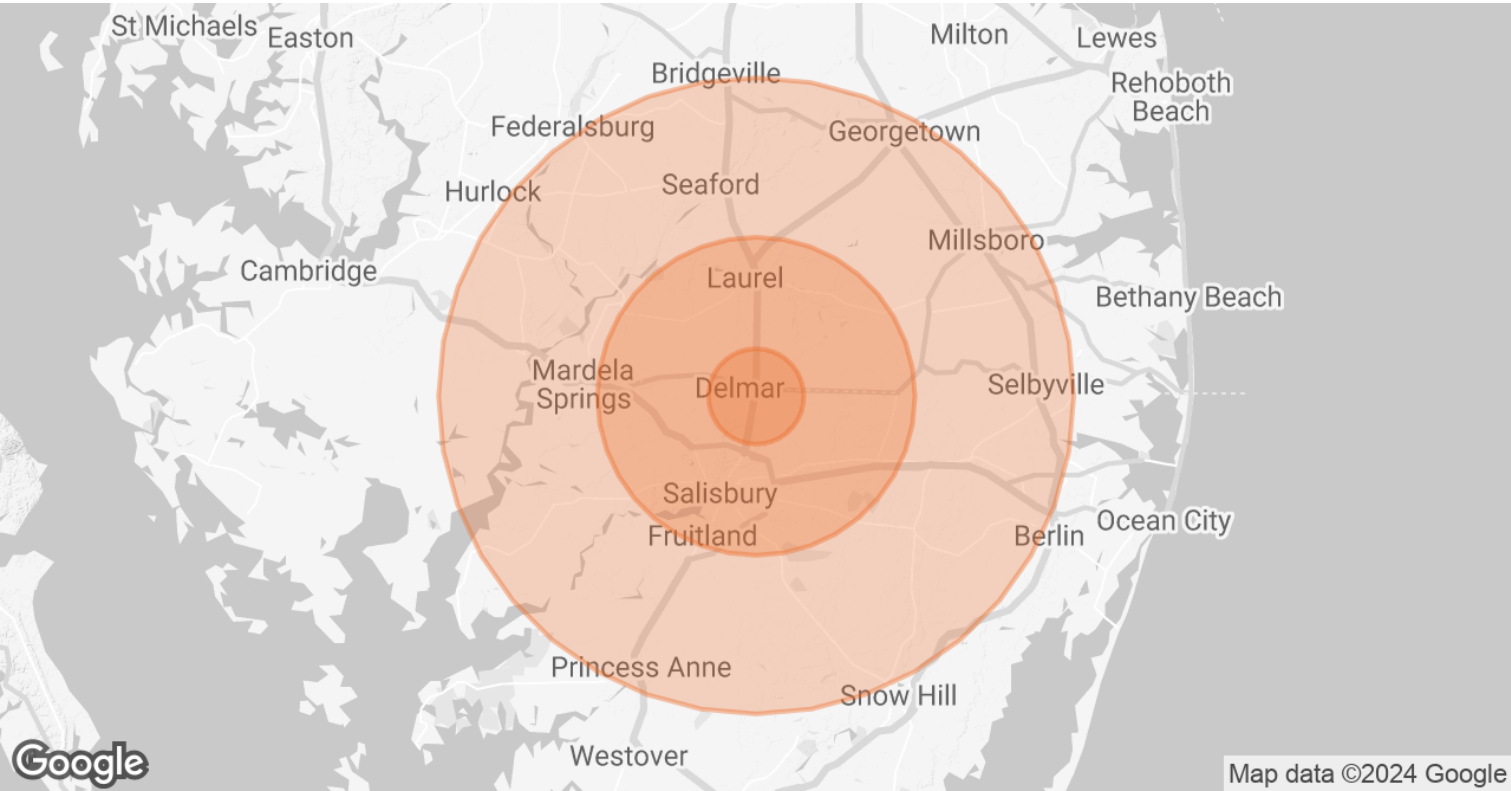 St Michaels
Easton
Milton
Lewes
Bridgeville
Rehoboth
Beach
Federalsburg
Georgetown
Seaford
Hurlock
Millsboro
Cambridge
Laurel
Bethany Beach
Mardela
Springs
Delmar
Selbyville
Salisbury
Ocean City
Fruitland
Berlin
Princess Anne
Snow Hill
Westover
Google
Map data ©2024 Google